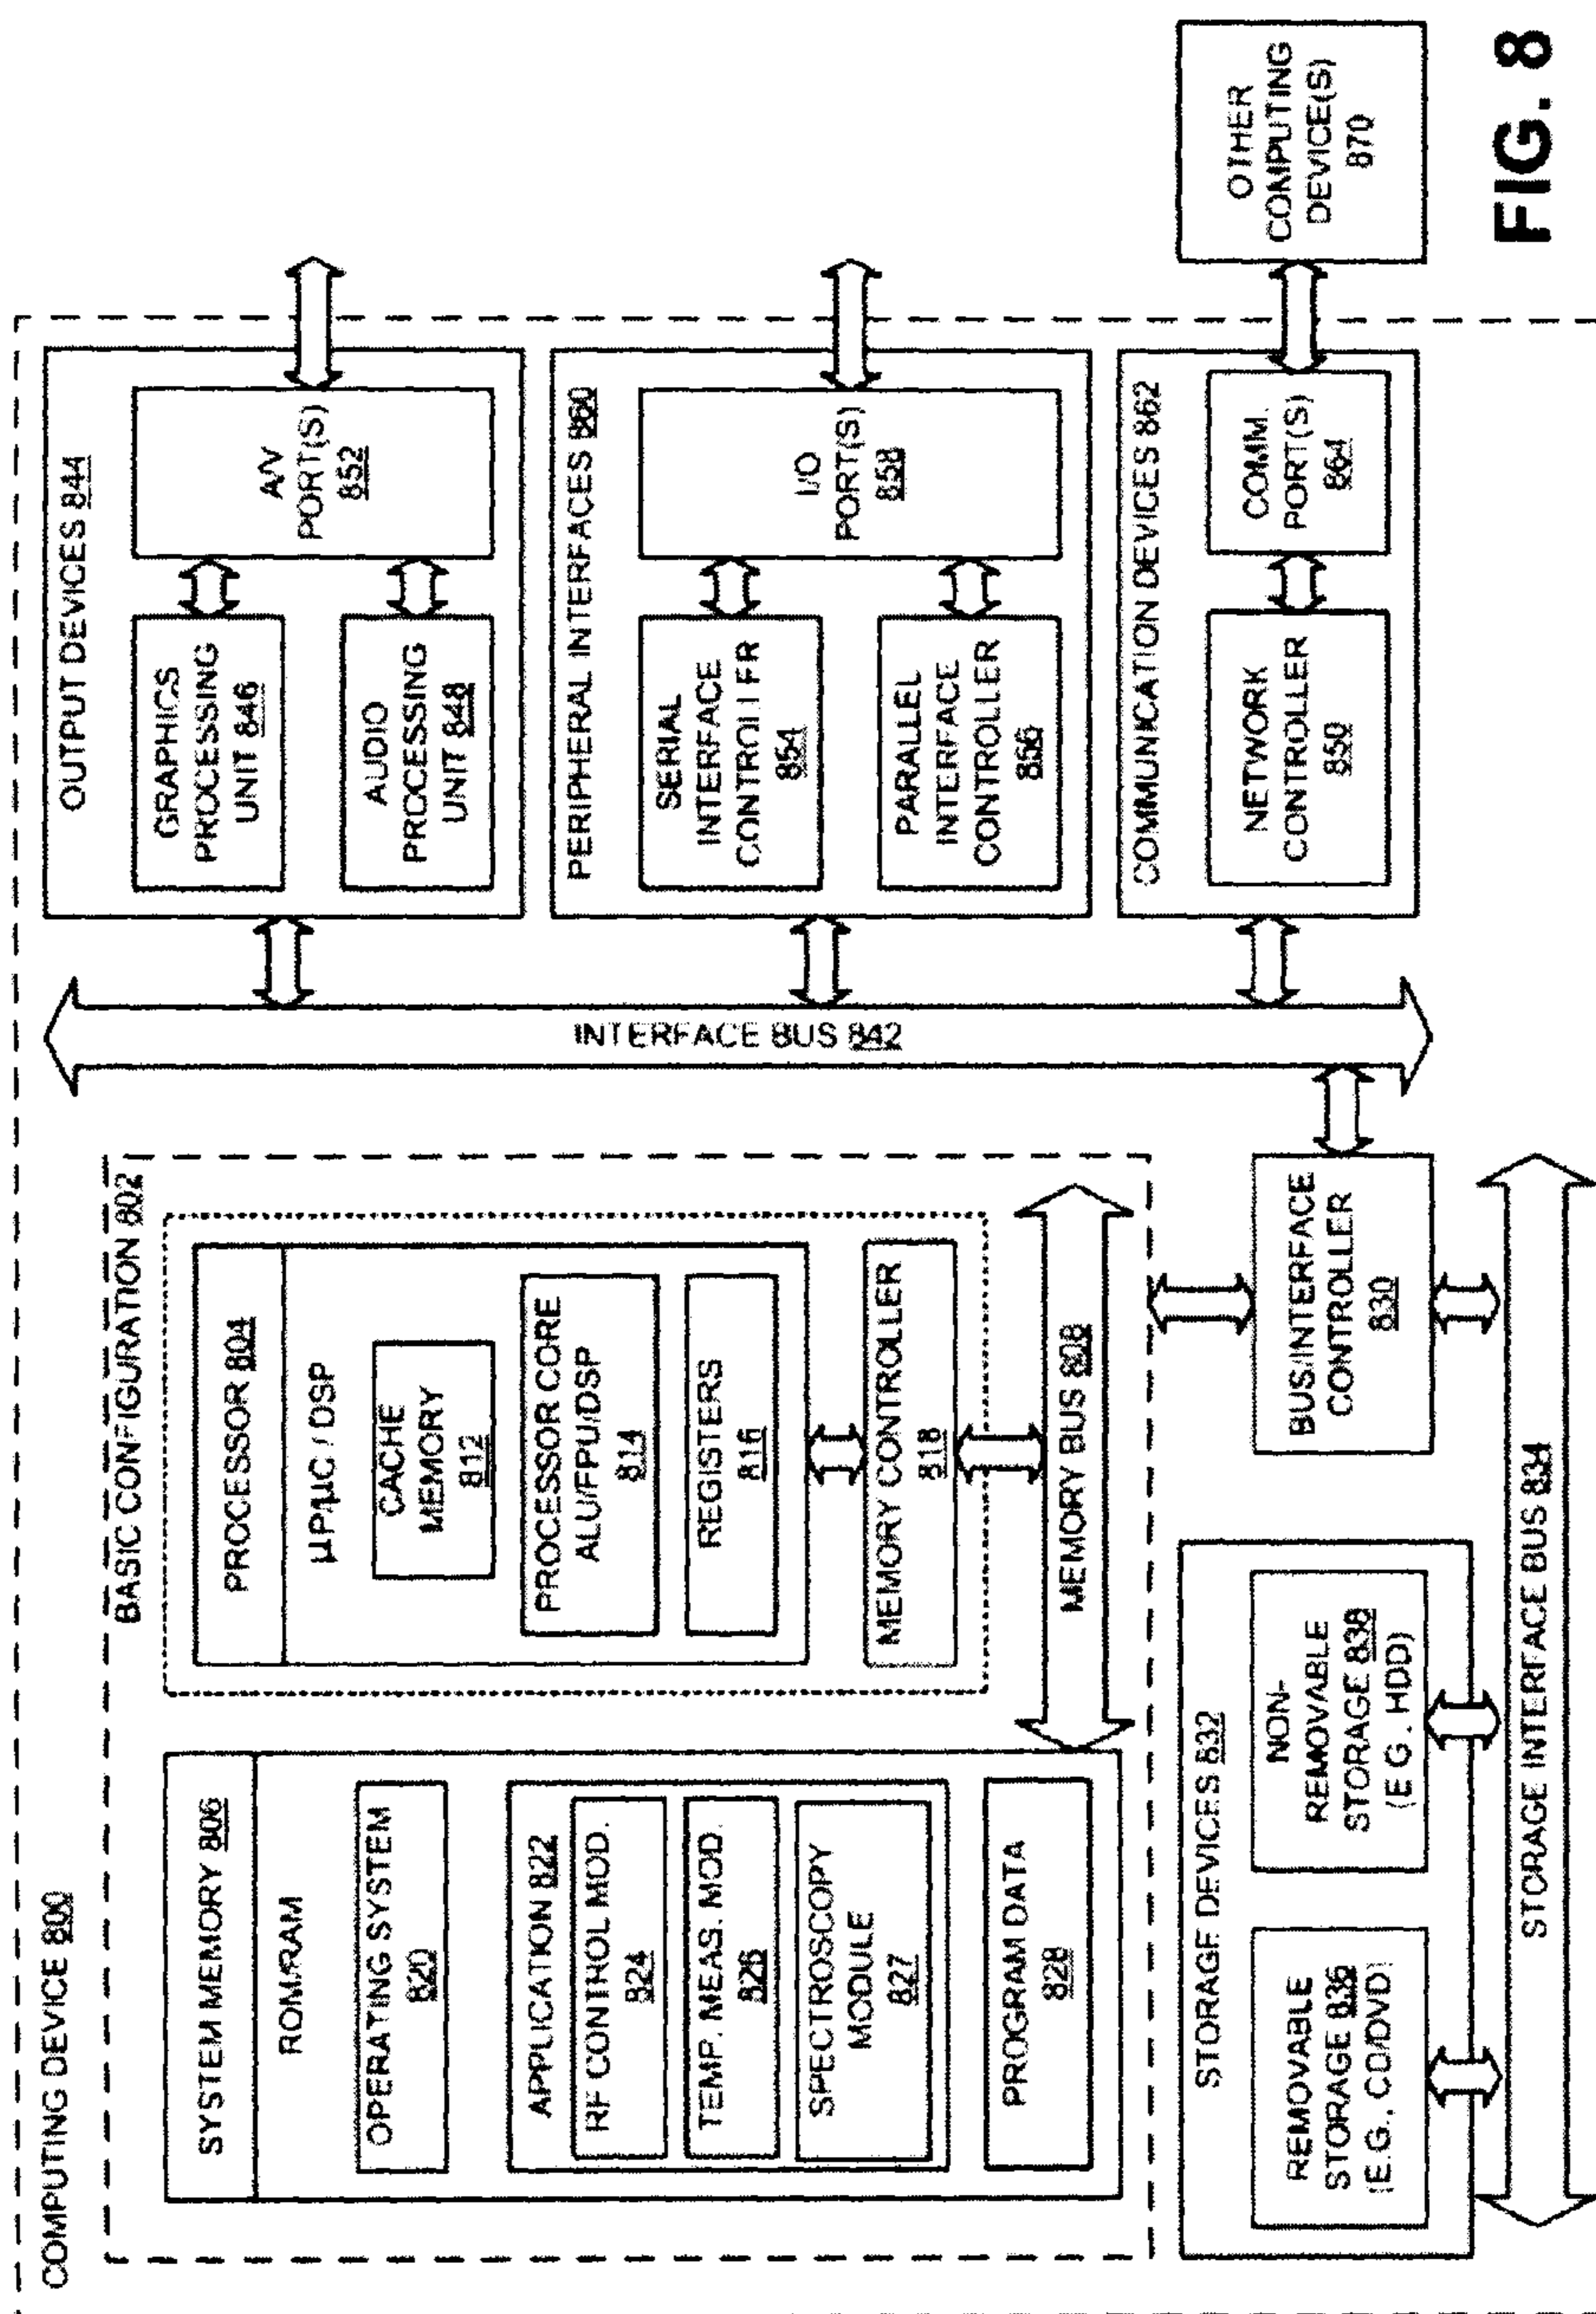 COMPUTING DEVICE 800
BASIC CONFIGURATION 802
SYSTEM MEMORY 806
ROM/RAM
OPERATING SYSTEM
820
APPLICATION 822
RF CONTROL MOD.
824
TEMP. MEAS. MOD.
826
SPECTROSCOPY
MODULE
827
PROGRAM DATA
828
PROCESSOR 804
µP/µC / DSP
CACHE
MEMORY
812
PROCESSOR CORE
ALU/FPU/DSP
814
REGISTERS
816
MEMORY CONTROLLER
818
MEMORY BUS 808
BUS/INTERFACE
CONTROLLER
830
STORAGE DEVICES 832
REMOVABLE
STORAGE 836
(E.G., CD/DVD)
NON-
REMOVABLE
STORAGE 838
(E.G. HDD)
STORAGE INTERFACE BUS 834
INTERFACE BUS 842
OUTPUT DEVICES 844
GRAPHICS
PROCESSING
UNIT 846
AUDIO
PROCESSING
UNIT 848
A/V
PORT(S)
852
PERIPHERAL INTERFACES 860
SERIAL
INTERFACE
CONTROLLER
854
PARALLEL
INTERFACE
CONTROLLER
856
I/O
PORT(S)
858
COMMUNICATION DEVICES 862
NETWORK
CONTROLLER
850
COMM.
PORT(S)
864
OTHER
COMPUTING
DEVICE(S)
870
FIG. 8